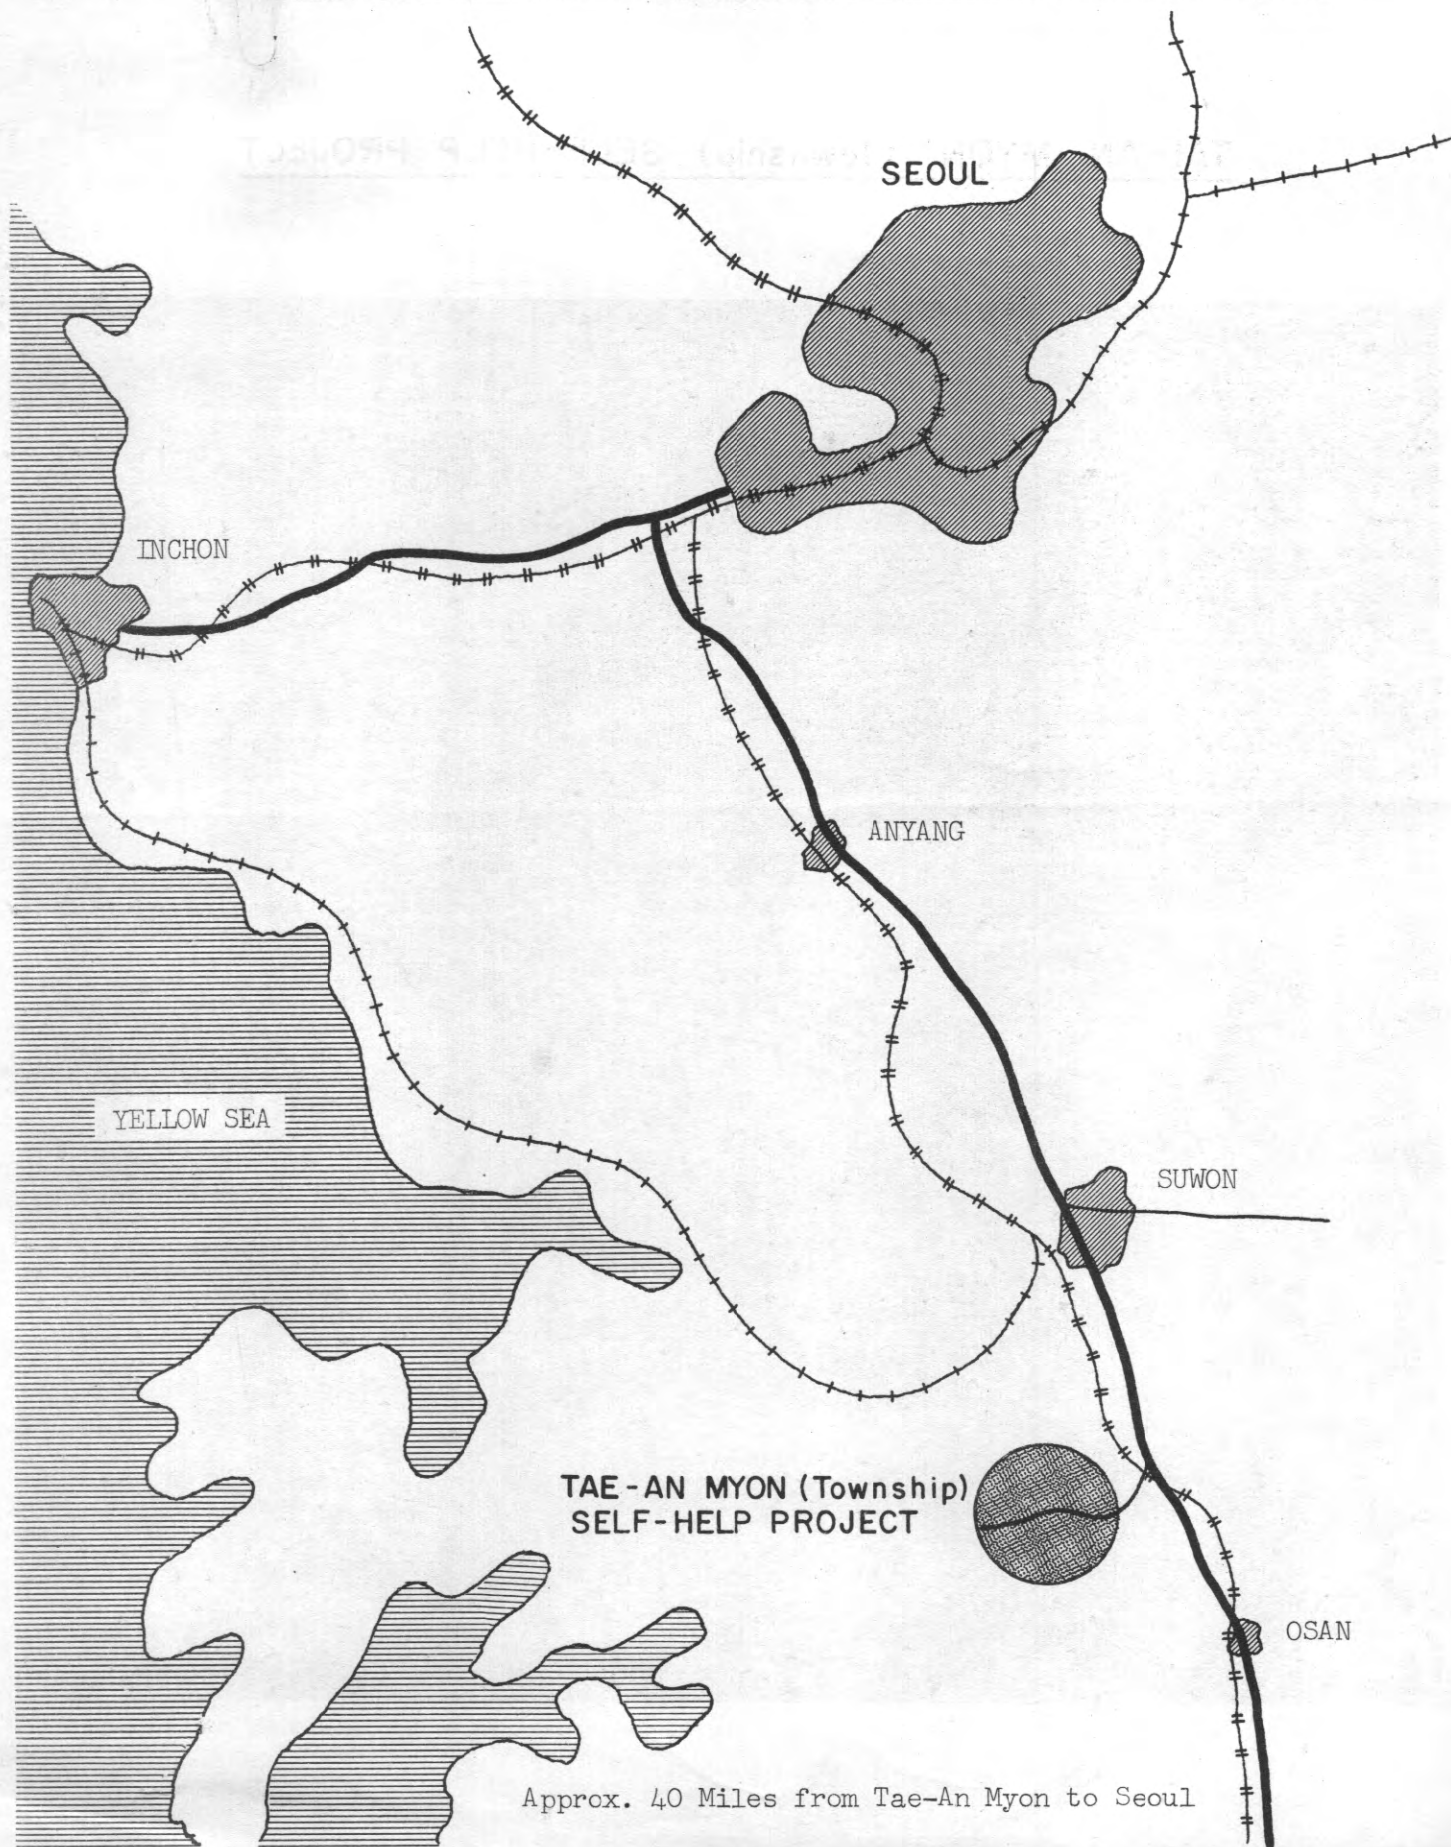 SEOUL
INCHON
ANYANG
YELLOW SEA
SUWON
TAE-AN MYON (Township)
SELF-HELP PROJECT
OSAN
Approx. 40 Miles from Tae-An Myon to Seoul